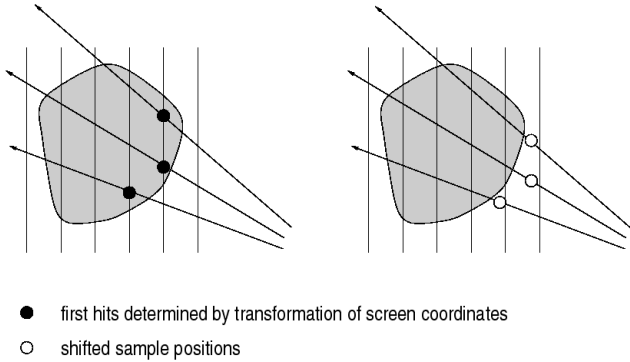 first hits determined by transformation of screen coordinates
shifted sample positions